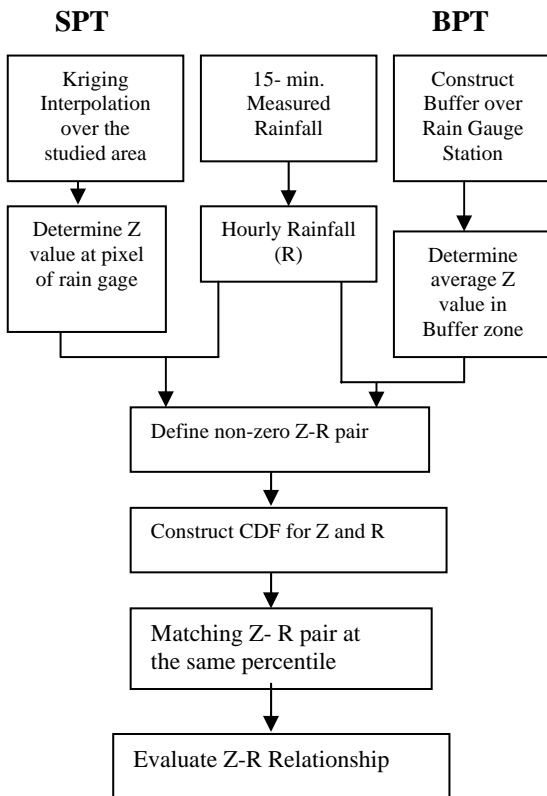 SPT
BPT
Kriging
Interpolation
over the
studied area
15- min.
Measured
Rainfall
Construct
Buffer over
Rain Gauge
Station
Determine Z
value at pixel
of rain gage
Hourly Rainfall
(R)
Determine
average Z
value in
Buffer zone
Define non-zero Z-R pair
Construct CDF for Z and R
Matching Z- R pair at
the same percentile
Evaluate Z-R Relationship